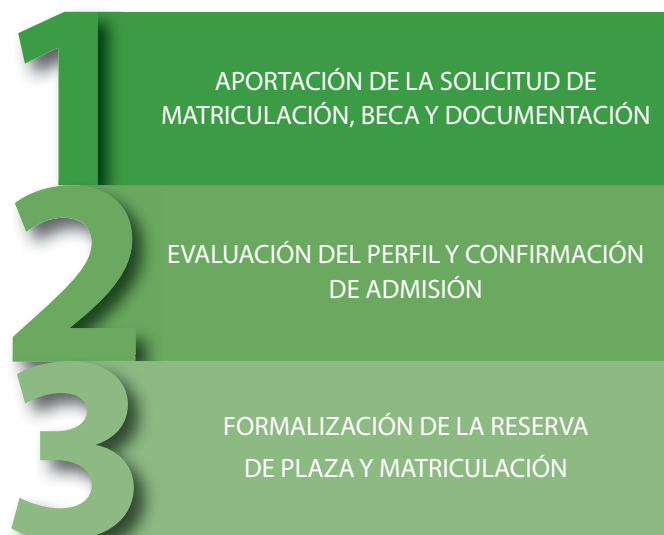 1
APORTACIÓN DE LA SOLICITUD DE
MATRICULACIÓN, BECA Y DOCUMENTACIÓN
2
EVALUACIÓN DEL PERFIL Y CONFIRMACIÓN
DE ADMISIÓN
3
FORMALIZACIÓN DE LA RESERVA
DE PLAZA Y MATRICULACIÓN